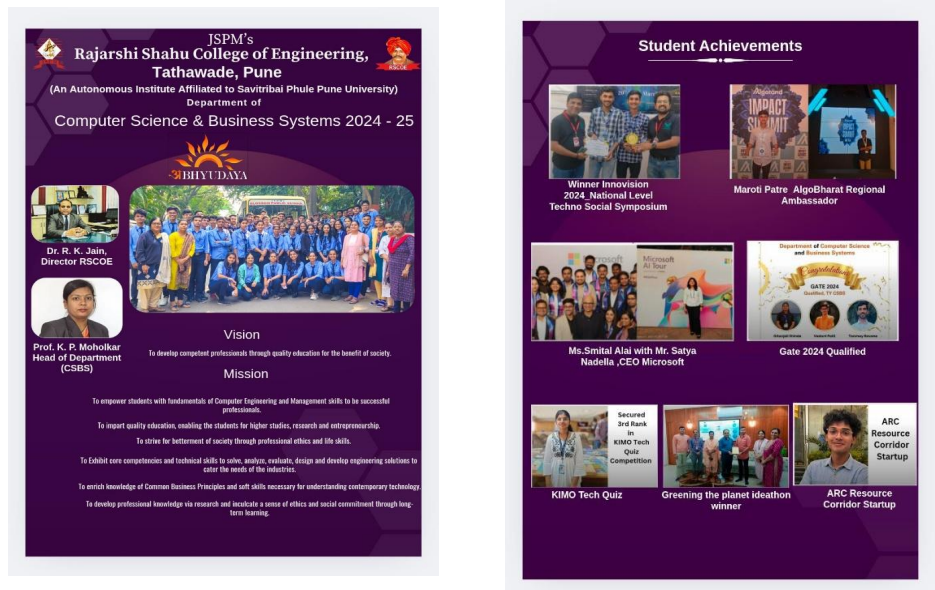 JSPM's
Rajarshi Shahu College of Engineering,
Tathawade, Pune
(An Autonomous Institute Affiliated to Savitribai Phule Pune University)
Department of
Computer Science & Business Systems 2024 - 25
RSCOE
अBHYUDAYA
Dr. R. K. Jain,
Director RSCOE
Prof. K. P. Moholkar
Head of Department
(CSBS)
Vision
To develop competent professionals through quality education for the benefit of society.
Mission
To empower students with fundamentals of Computer Engineering and Management skills to be successful
professionals.
To impart quality education, enabling the students for higher studies, research and entrepreneurship.
To strive for betterment of society through professional ethics and life skills.
To Exhibit core competencies and technical skills to solve, analyze, evaluate, design and develop engineering solutions to
cater the needs of the industries.
To enrich knowledge of Common Business Principles and soft skills necessary for understanding contemporary technology.
To develop professional knowledge via research and inculcate a sense of ethics and social commitment through long-
term learning.
Student Achievements
Algorand
IMPACT
SUMMIT
Winner Innovision
2024_National Level
Techno Social Symposium
Maroti Patre AlgoBharat Regional
Ambassador
Microsoft
Microsoft
AI Tour
Department of Computer Science
and Business Systems
Congratulations
GATE 2024
Qualified, TY CSBS
Ms.Smital Alai with Mr. Satya
Nadella ,CEO Microsoft
Gate 2024 Qualified
Secured
3rd Rank
in
KIMO Tech
Quiz
Competition
ARC
Resource
Corridor
Startup
KIMO Tech Quiz
Greening the planet ideathon
winner
ARC Resource
Corridor Startup